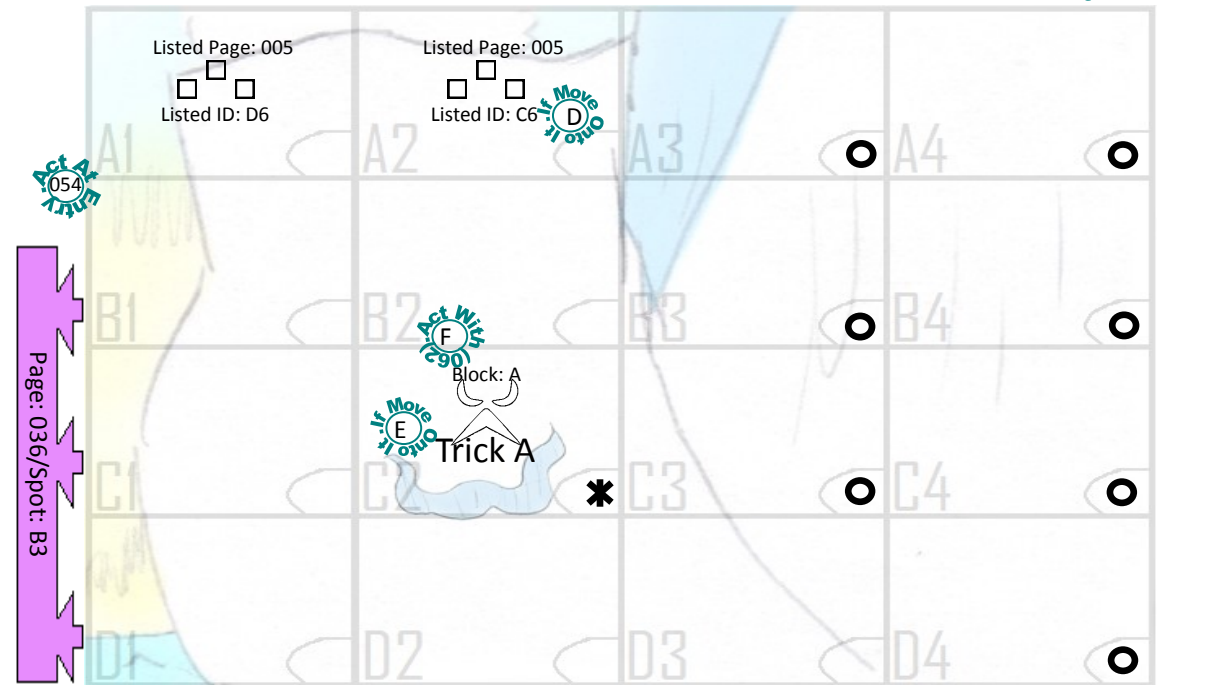 Listed Page: 005
Listed ID: D6
A1
Listed Page: 005
Listed ID: C6
.If Move Onto It.
D
A2
A3
A4
.Act At Entry.
054
B1
B2
B3
B4
Act With (062)
F
Block: A
.If Move Onto It.
E
Trick A
C1
C2
C3
C4
Page: 036/Spot: B3
D1
D2
D3
D4